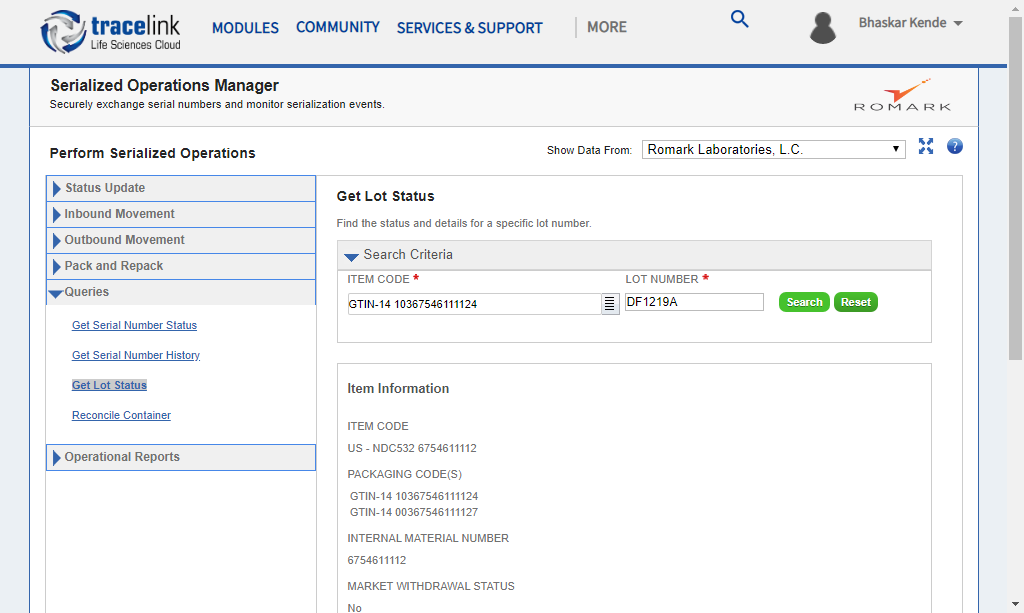 tracelink
Life Sciences Cloud
MODULES COMMUNITY SERVICES & SUPPORT MORE
Bhaskar Kende
Serialized Operations Manager
Securely exchange serial numbers and monitor serialization events.
ROMARK
Perform Serialized Operations
Show Data From: Romark Laboratories, L.C.
?
Status Update
Inbound Movement
Outbound Movement
Pack and Repack
Queries
Get Serial Number Status
Get Serial Number History
Get Lot Status
Reconcile Container
Operational Reports
Get Lot Status
Find the status and details for a specific lot number.
Search Criteria
ITEM CODE * LOT NUMBER *
GTIN-14 10367546111124 DF1219A Search Reset
Item Information
ITEM CODE
US - NDC532 6754611112
PACKAGING CODE(S)
GTIN-14 10367546111124
GTIN-14 00367546111127
INTERNAL MATERIAL NUMBER
6754611112
MARKET WITHDRAWAL STATUS
No